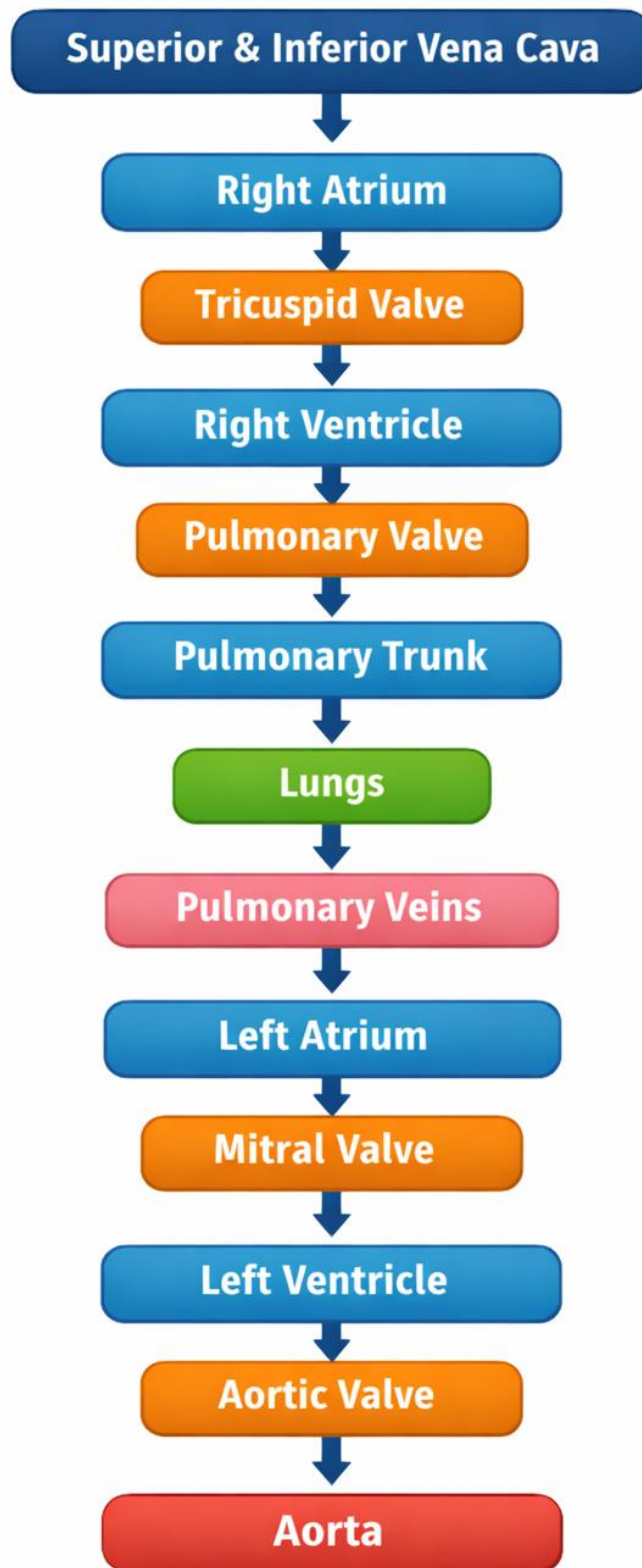 Superior & Inferior Vena Cava
Right Atrium
Tricuspid Valve
Right Ventricle
Pulmonary Valve
Pulmonary Trunk
Lungs
Pulmonary Veins
Left Atrium
Mitral Valve
Left Ventricle
Aortic Valve
Aorta